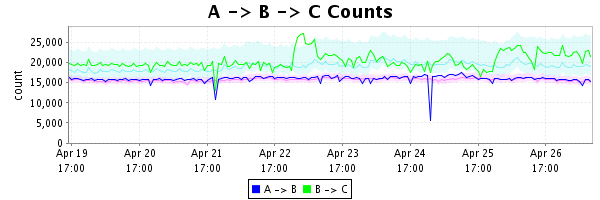 A -> B -> C Counts
count
25,000
20,000
15,000
10,000
5,000
0
Apr 19 Apr 20 Apr 21 Apr 22 Apr 23 Apr 24 Apr 25 Apr 26
17:00 17:00 17:00 17:00 17:00 17:00 17:00 17:00
A -> B B -> C